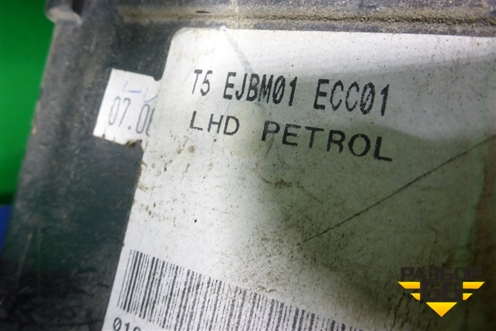 T5 EJBM01 ECC01
LHD PETROL